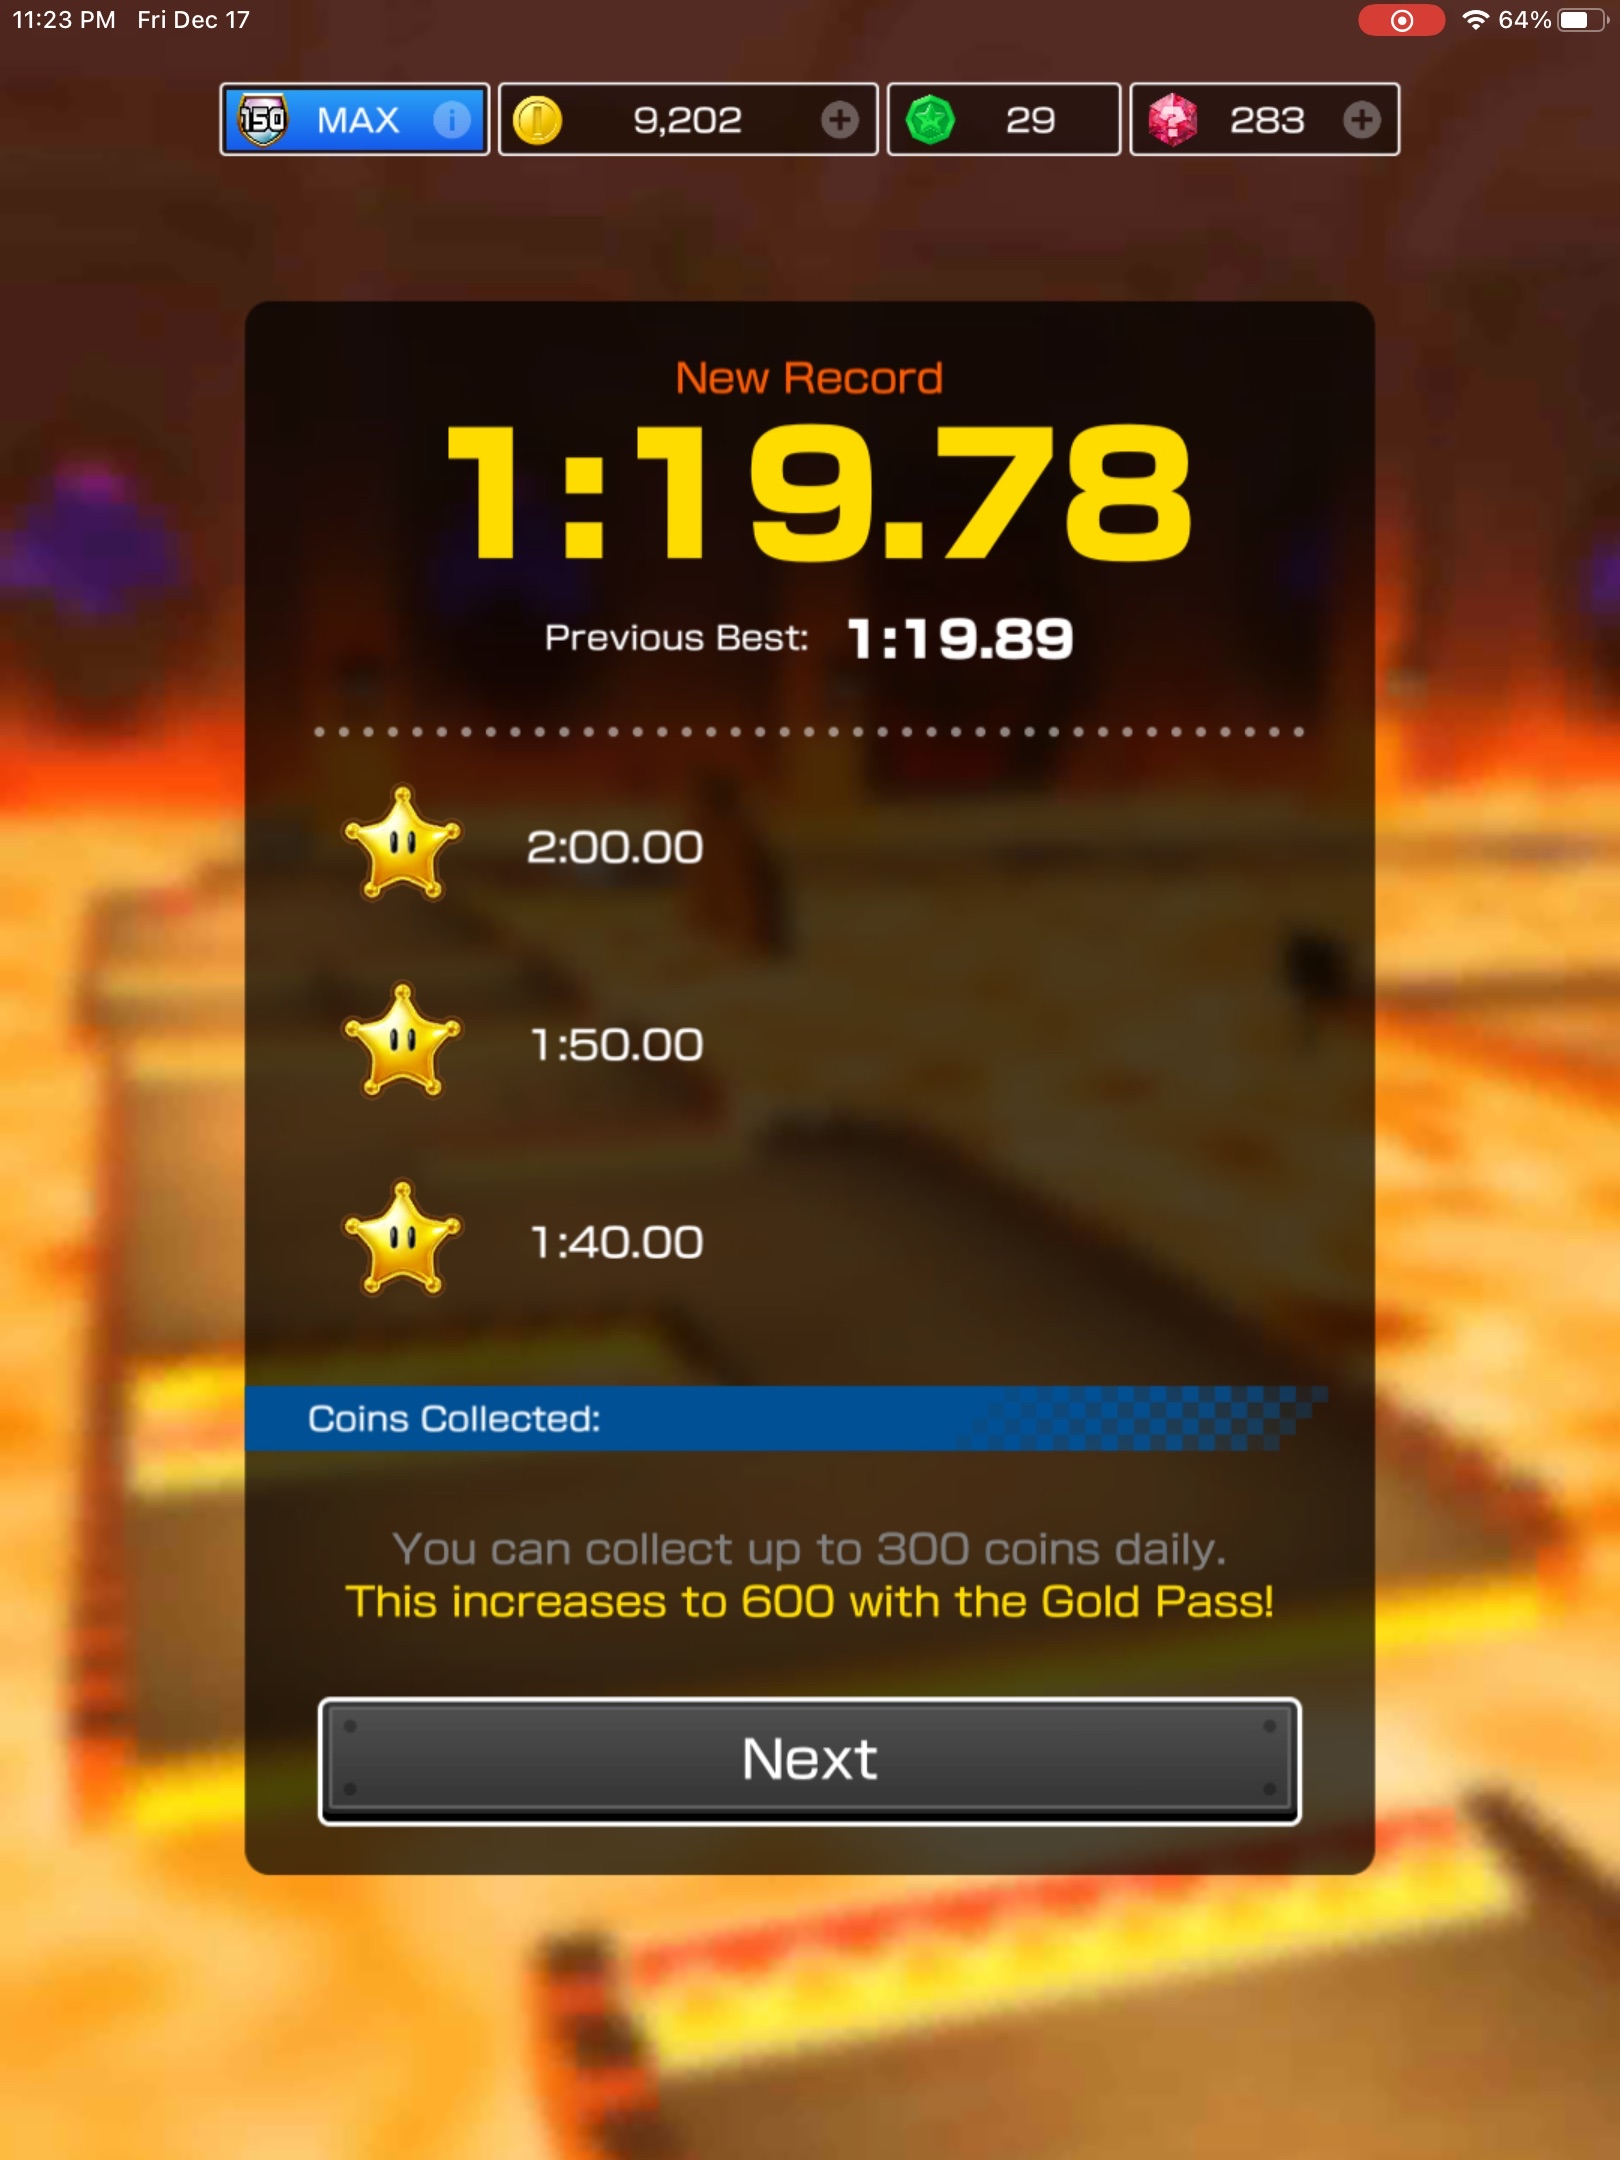 11:23 PM Fri Dec 17 64%
150 MAX i 9,202 + 29 ? 283 +
New Record
1:19.78
Previous Best: 1:19.89
2:00.00
1:50.00
1:40.00
Coins Collected:
You can collect up to 300 coins daily.
This increases to 600 with the Gold Pass!
Next